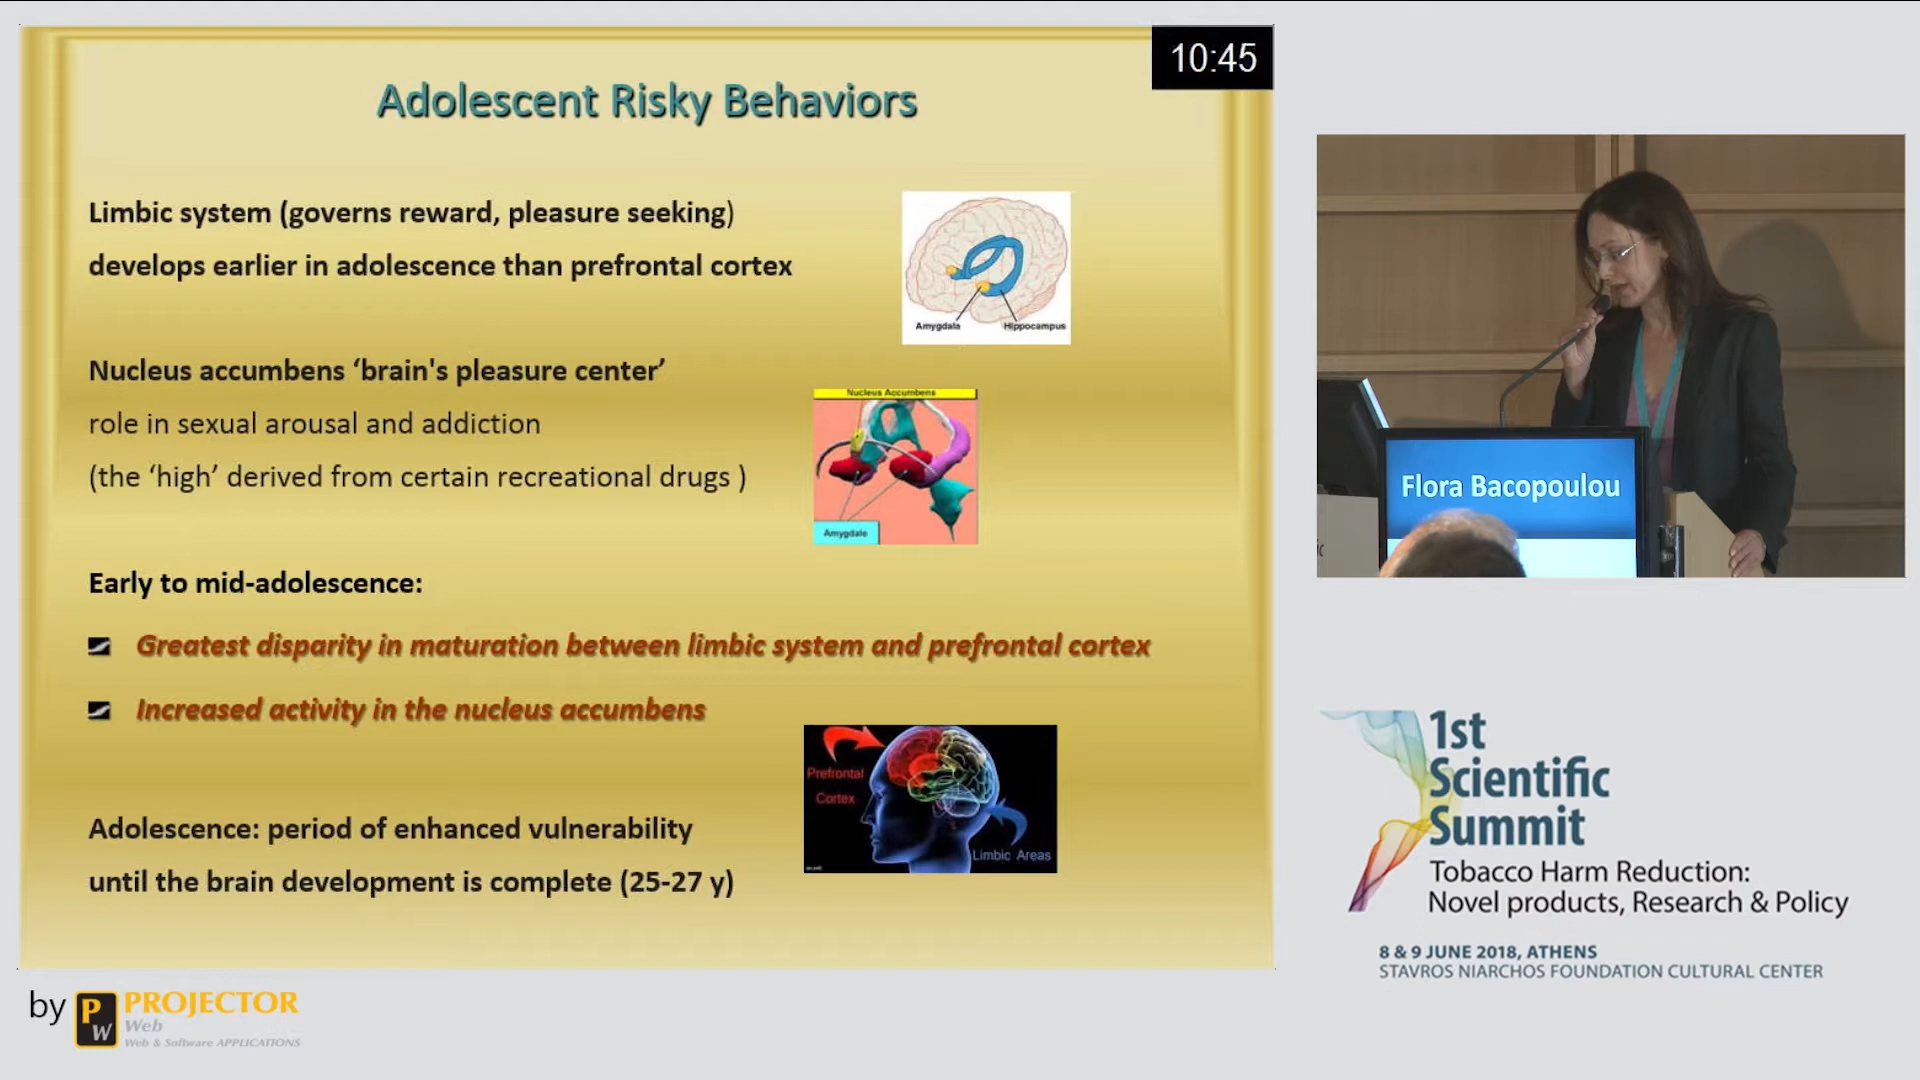 10:45
Adolescent Risky Behaviors
Limbic system (governs reward, pleasure seeking)
develops earlier in adolescence than prefrontal cortex
Amygdala
Hippocampus
Nucleus accumbens ‘brain's pleasure center’
role in sexual arousal and addiction
(the ‘high’ derived from certain recreational drugs )
Nucleus Accumbens
Amygdale
Early to mid-adolescence:
Greatest disparity in maturation between limbic system and prefrontal cortex
Increased activity in the nucleus accumbens
Prefrontal
Cortex
Limbic Areas
Adolescence: period of enhanced vulnerability
until the brain development is complete (25-27 y)
Flora Bacopoulou
1st
Scientific
Summit
Tobacco Harm Reduction:
Novel products, Research & Policy
8 & 9 JUNE 2018, ATHENS
STAVROS NIARCHOS FOUNDATION CULTURAL CENTER
by PW PROJECTOR
Web
Web & Software APPLICATIONS